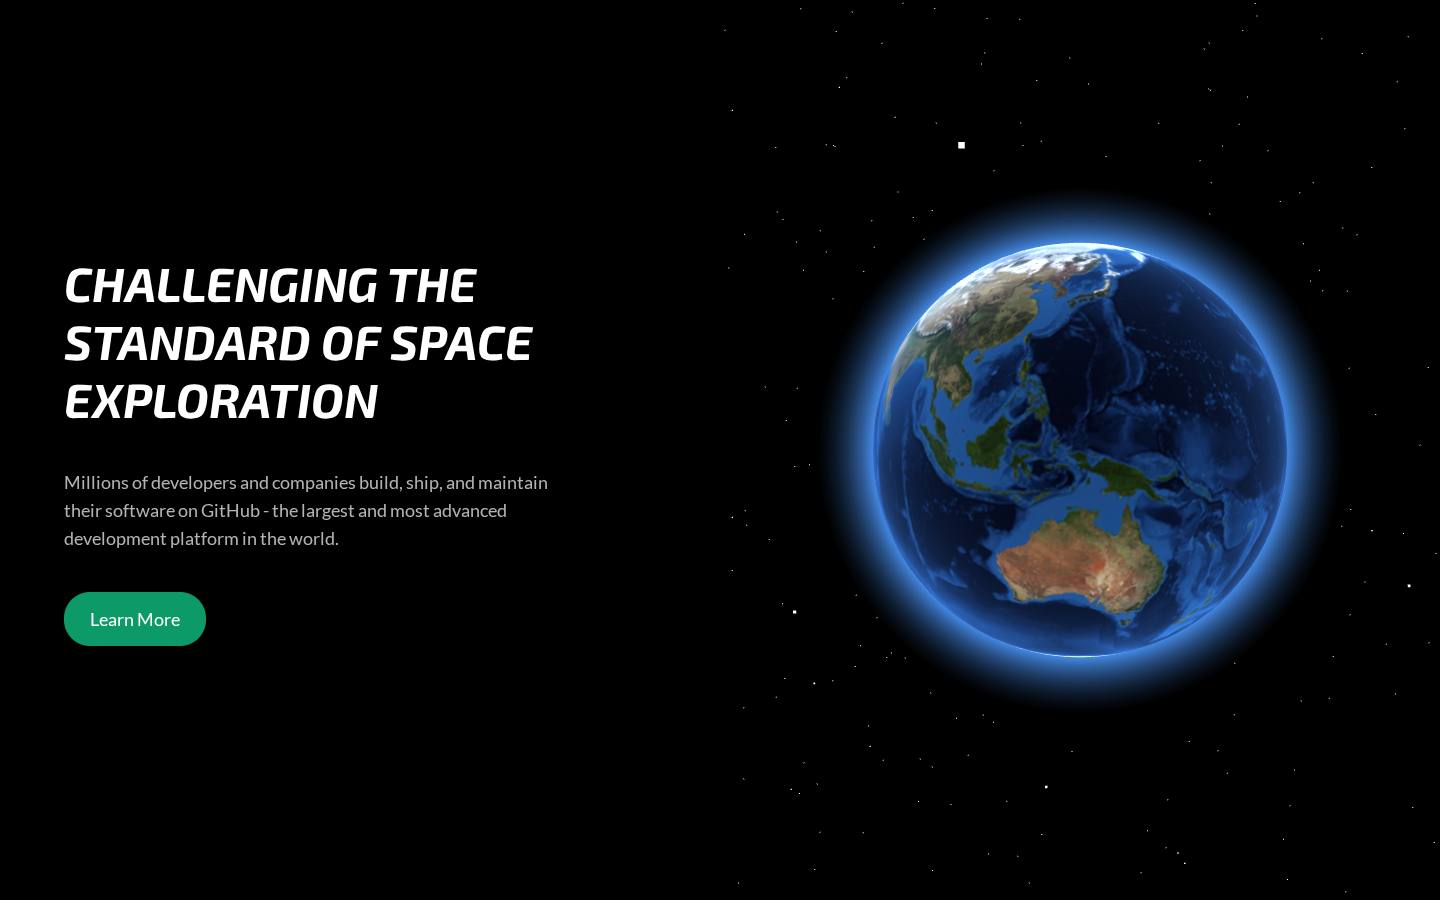 CHALLENGING THE
STANDARD OF SPACE
EXPLORATION
Millions of developers and companies build, ship, and maintain
their software on GitHub - the largest and most advanced
development platform in the world.
Learn More